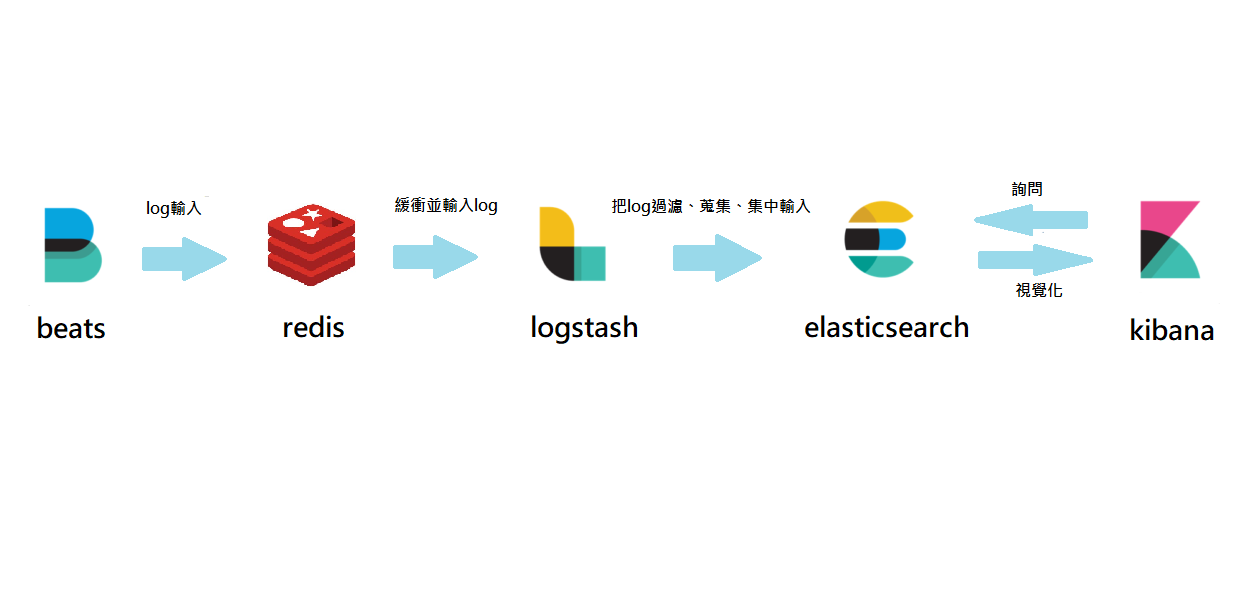 log輸入
緩衝並輸入log
把log過濾、蒐集、集中輸入
詢問
視覺化
beats
redis
logstash
elasticsearch
kibana